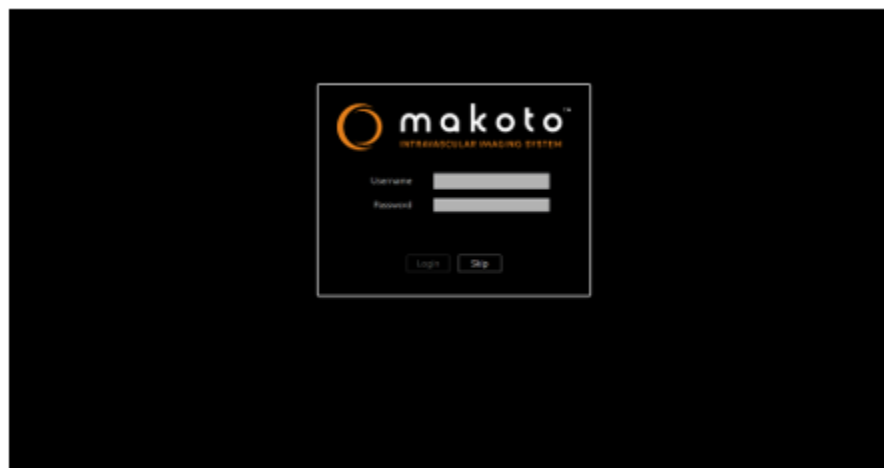 makoto™
INTRAVASCULAR IMAGING SYSTEM
Username
Password
Login Skip